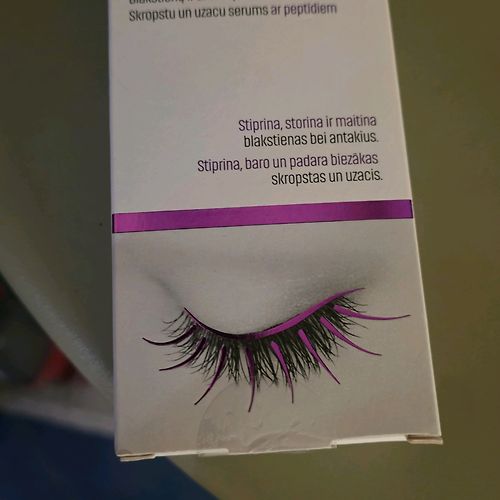 Skropstu un uzacu serums ar peptīdiem
Stiprina, storina ir maitina
blakstienas bei antakius.
Stiprina, baro un padara biezākas
skropstas un uzacis.